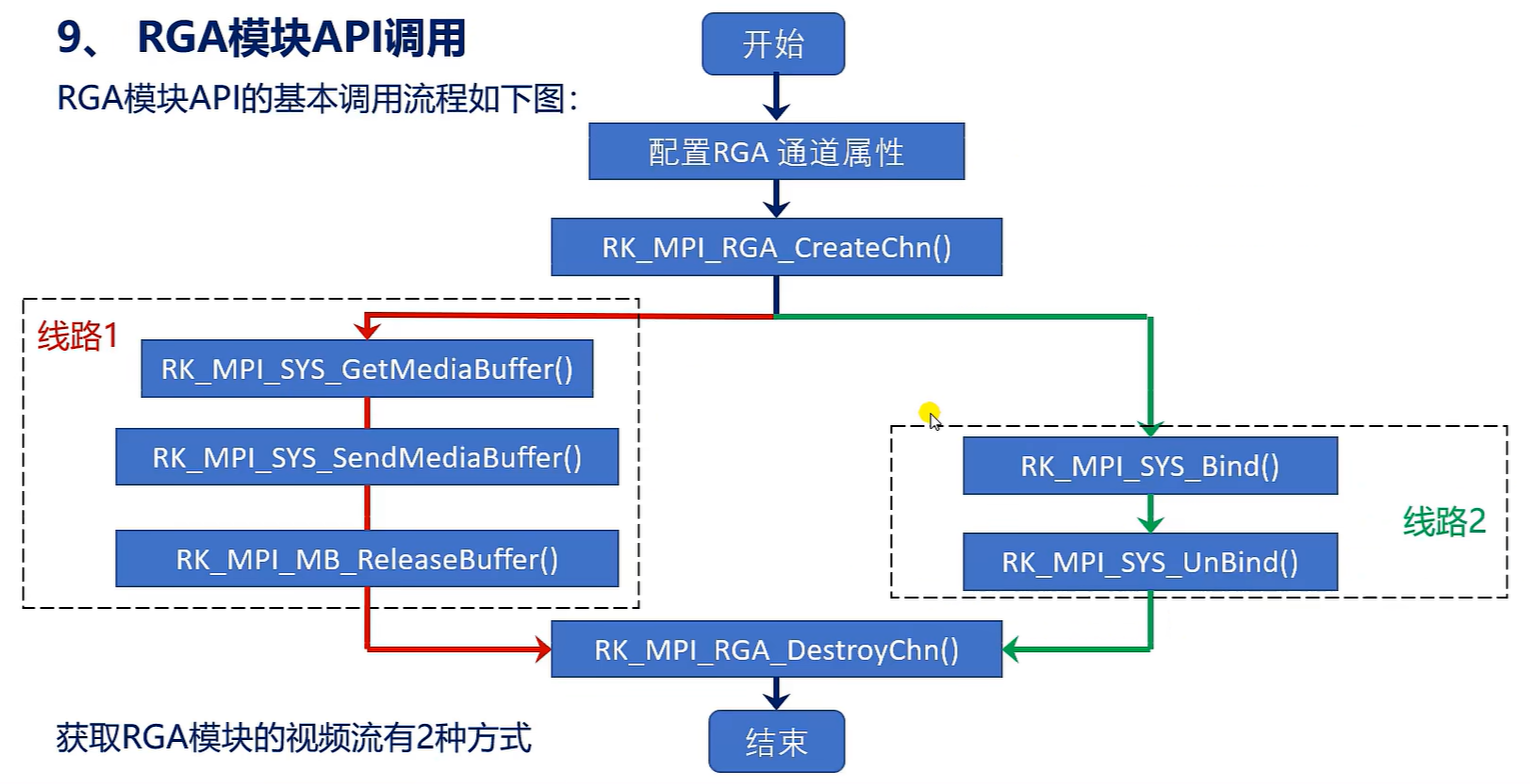 9、 RGA模块API调用
RGA模块API的基本调用流程如下图：
开始
配置RGA 通道属性
RK_MPI_RGA_CreateChn()
线路1
RK_MPI_SYS_GetMediaBuffer()
RK_MPI_SYS_SendMediaBuffer()
RK_MPI_MB_ReleaseBuffer()
RK_MPI_SYS_Bind()
线路2
RK_MPI_SYS_UnBind()
RK_MPI_RGA_DestroyChn()
结束
获取RGA模块的视频流有2种方式